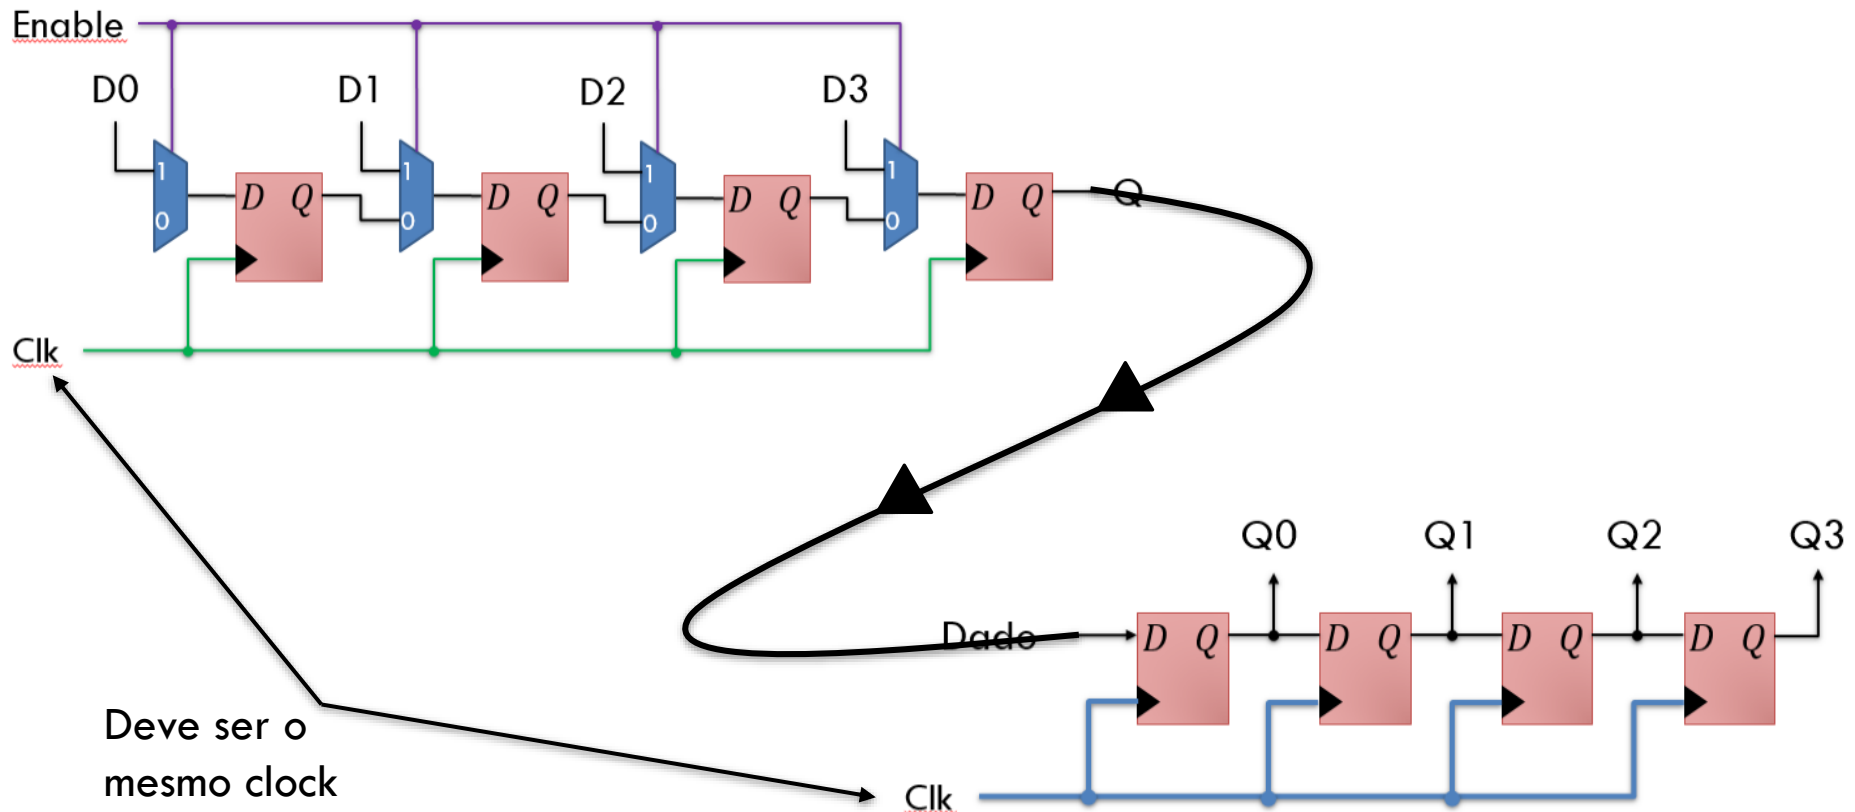 Enable
D0 D1 D2 D3
1 1 1 1
D Q D Q D Q D Q Q
0 0 0 0
Clk
Q0 Q1 Q2 Q3
Dado D Q D Q D Q D Q
Deve ser o
mesmo clock
Clk